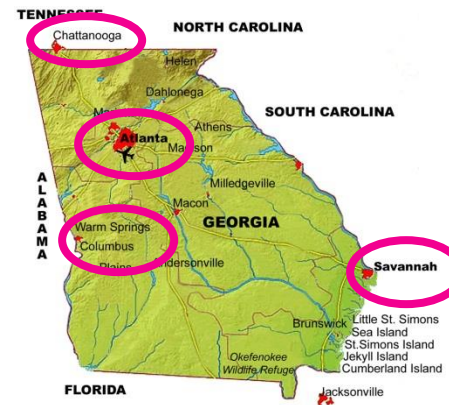 TENNESSEE
Chattanooga
NORTH CAROLINA
Helen
Dahlonega
SOUTH CAROLINA
Athens
Atlanta
Madison
ALABAMA
Milledgeville
Macon
GEORGIA
Warm Springs
Columbus
Plains
Andersonville
Savannah
Brunswick
Little St. Simons
Sea Island
St.Simons Island
Jekyll Island
Cumberland Island
Okefenokee
Wildlife Refuge
FLORIDA
Jacksonville